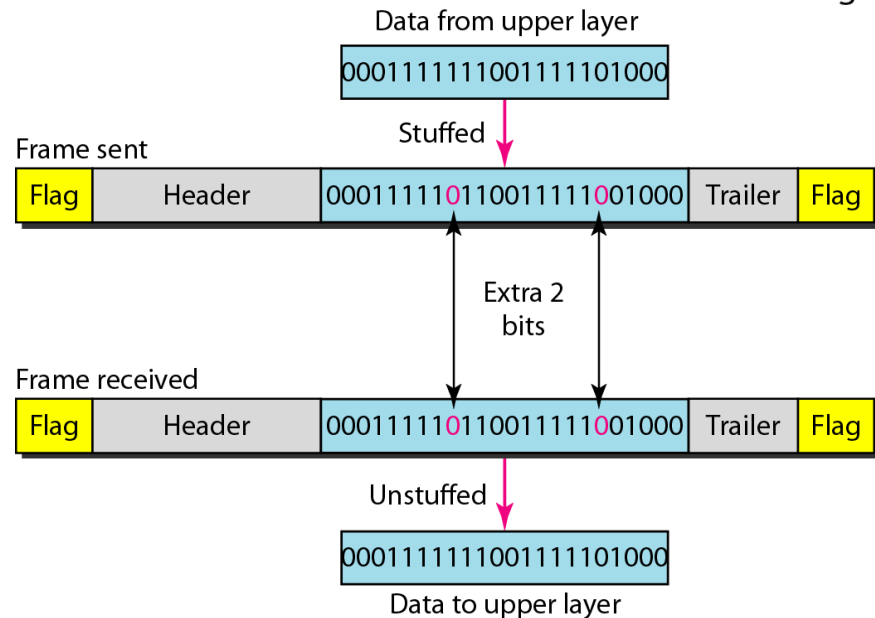 Data from upper layer
0001111111001111101000
Stuffed
Frame sent
Flag Header 000111110110011111001000 Trailer Flag
Extra 2
bits
Frame received
Flag Header 000111110110011111001000 Trailer Flag
Unstuffed
0001111111001111101000
Data to upper layer